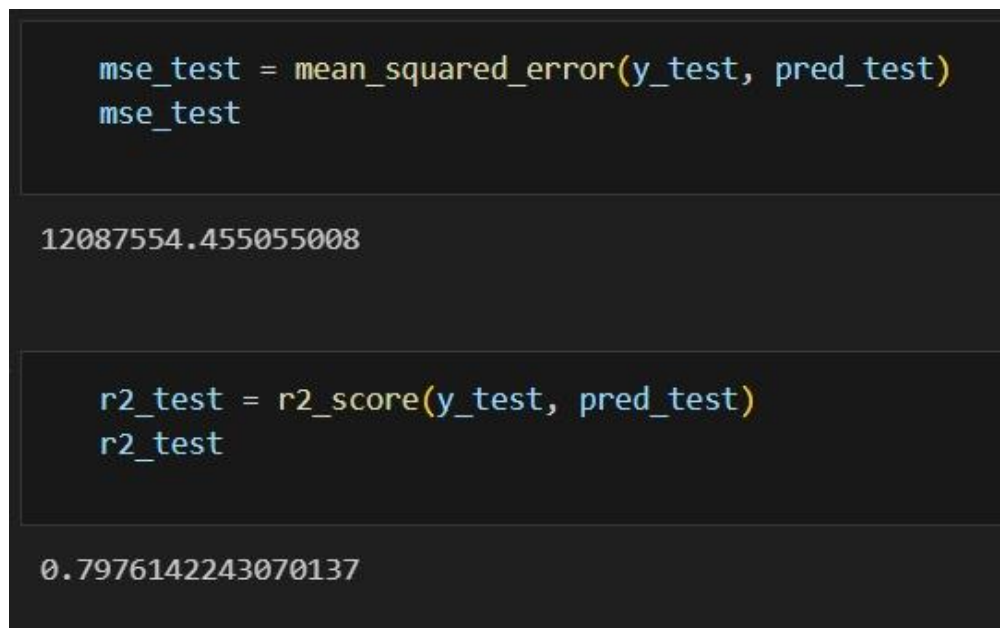 mse_test = mean_squared_error(y_test, pred_test)
mse_test
12087554.455055008
r2_test = r2_score(y_test, pred_test)
r2_test
0.7976142243070137